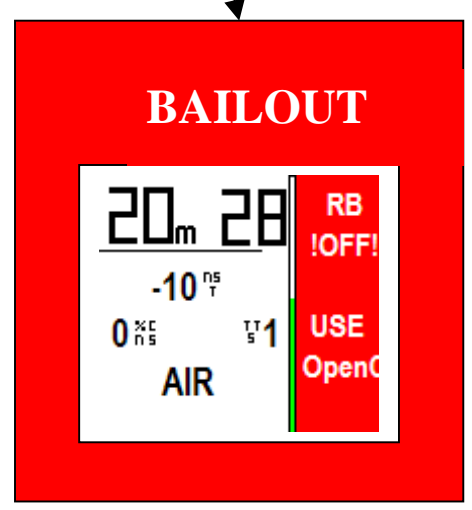 BAILOUT
20m 28
-10 ns T
0 %C NS TTS 1
AIR
RB
!OFF!
USE
OpenC